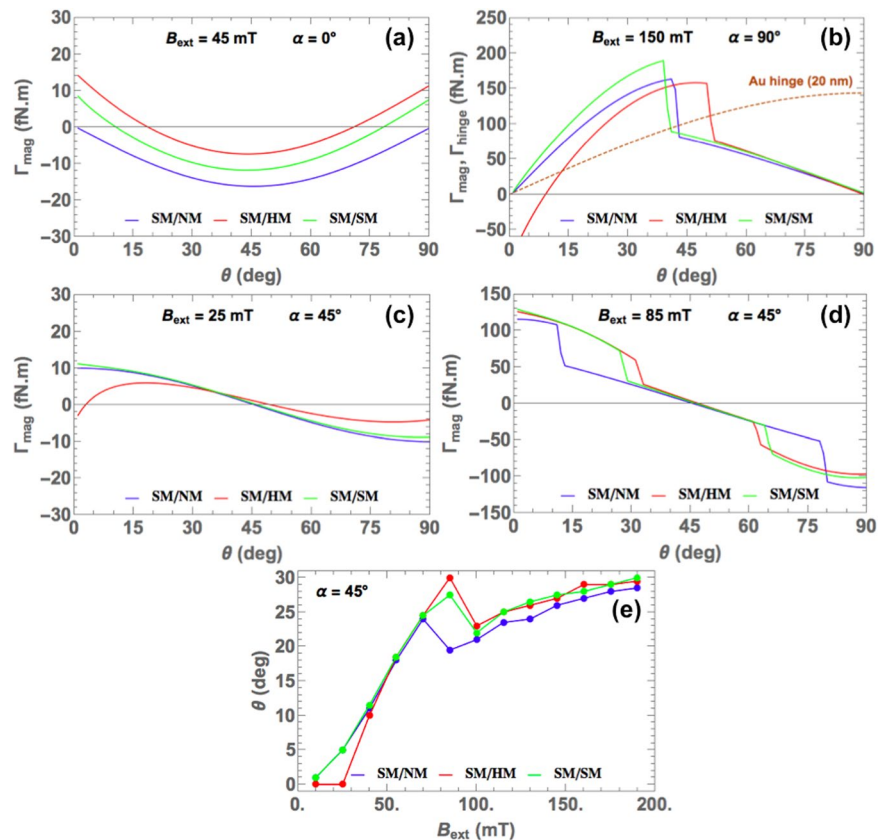 B_ext = 45 mT α = 0° (a)
Γ_mag (fN.m)
30
20
10
0
-10
-20
-30
SM/NM SM/HM SM/SM
0 15 30 45 60 75 90
θ (deg)
B_ext = 150 mT α = 90° (b)
Au hinge (20 nm)
Γ_mag, Γ_hinge (fN.m)
250
200
150
100
50
0
-50
SM/NM SM/HM SM/SM
0 15 30 45 60 75 90
θ (deg)
B_ext = 25 mT α = 45° (c)
Γ_mag (fN.m)
30
20
10
0
-10
-20
-30
SM/NM SM/HM SM/SM
0 15 30 45 60 75 90
θ (deg)
B_ext = 85 mT α = 45° (d)
Γ_mag (fN.m)
150
100
50
0
-50
-100
-150
SM/NM SM/HM SM/SM
0 15 30 45 60 75 90
θ (deg)
α = 45° (e)
θ (deg)
30
25
20
15
10
5
0
SM/NM SM/HM SM/SM
0. 50. 100. 150. 200.
B_ext (mT)